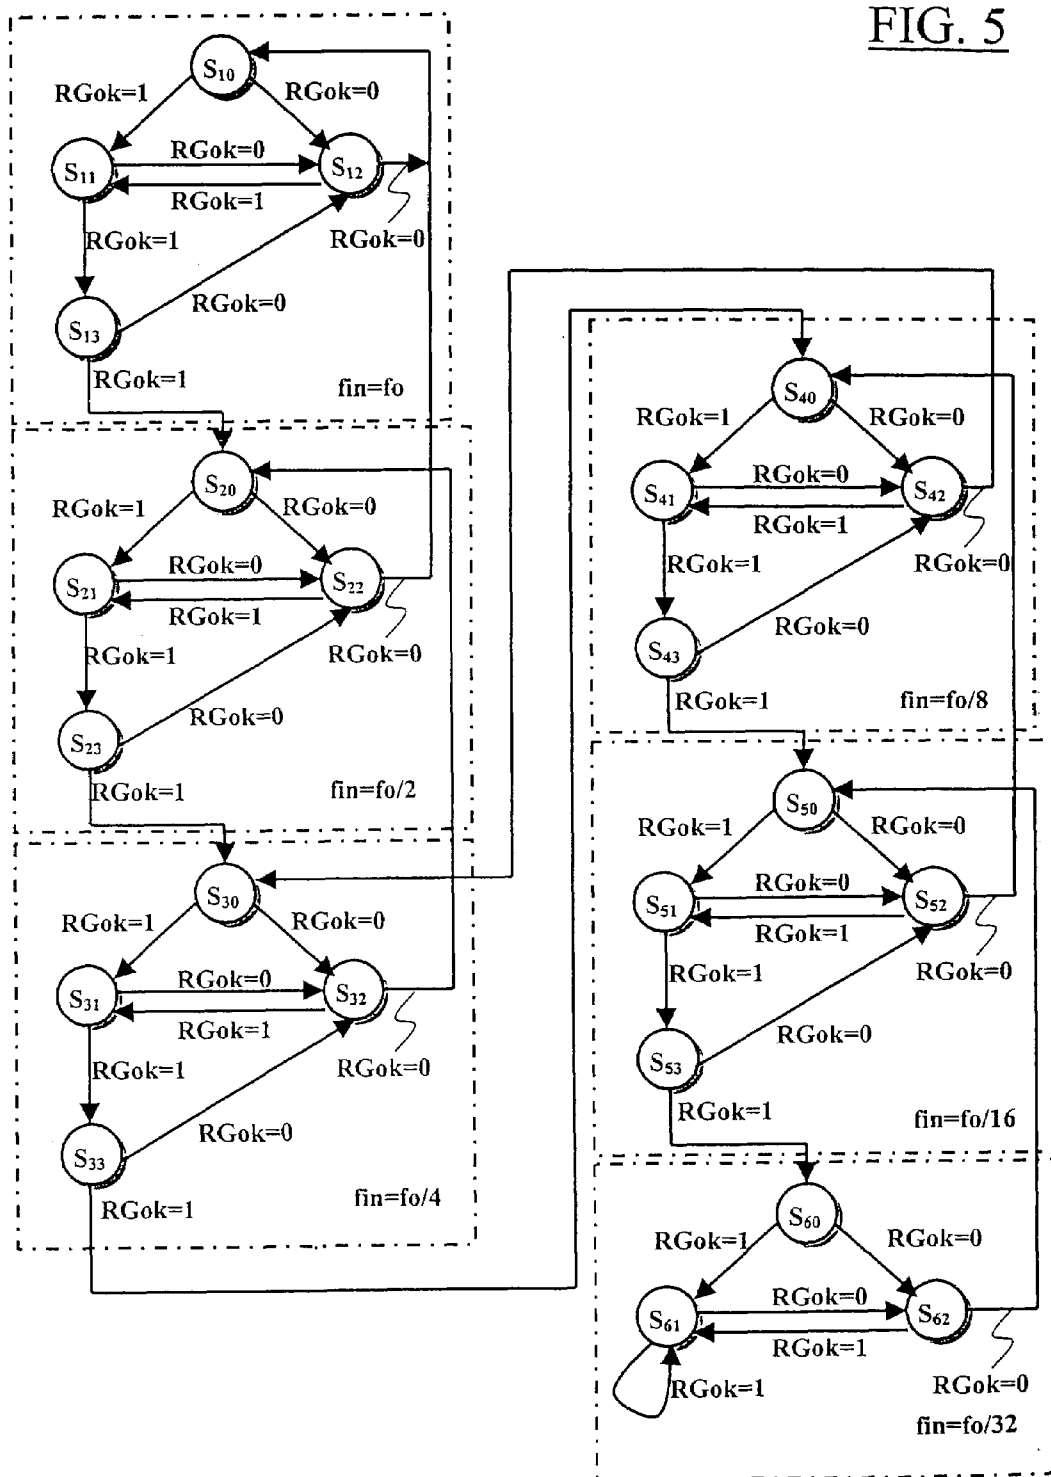 FIG. 5
S10
RGok=1
RGok=0
S11
RGok=0
S12
RGok=1
RGok=1
RGok=0
RGok=0
S13
RGok=1
fin=fo
S20
RGok=1
RGok=0
S21
RGok=0
S22
RGok=1
RGok=1
RGok=0
RGok=0
S23
RGok=1
fin=fo/2
S30
RGok=1
RGok=0
S31
RGok=0
S32
RGok=1
RGok=1
RGok=0
RGok=0
S33
RGok=1
fin=fo/4
S40
RGok=1
RGok=0
S41
RGok=0
S42
RGok=1
RGok=1
RGok=0
RGok=0
S43
RGok=1
fin=fo/8
S50
RGok=1
RGok=0
S51
RGok=0
S52
RGok=1
RGok=1
RGok=0
RGok=0
S53
RGok=1
fin=fo/16
S60
RGok=1
RGok=0
S61
RGok=0
S62
RGok=1
RGok=1
RGok=0
fin=fo/32